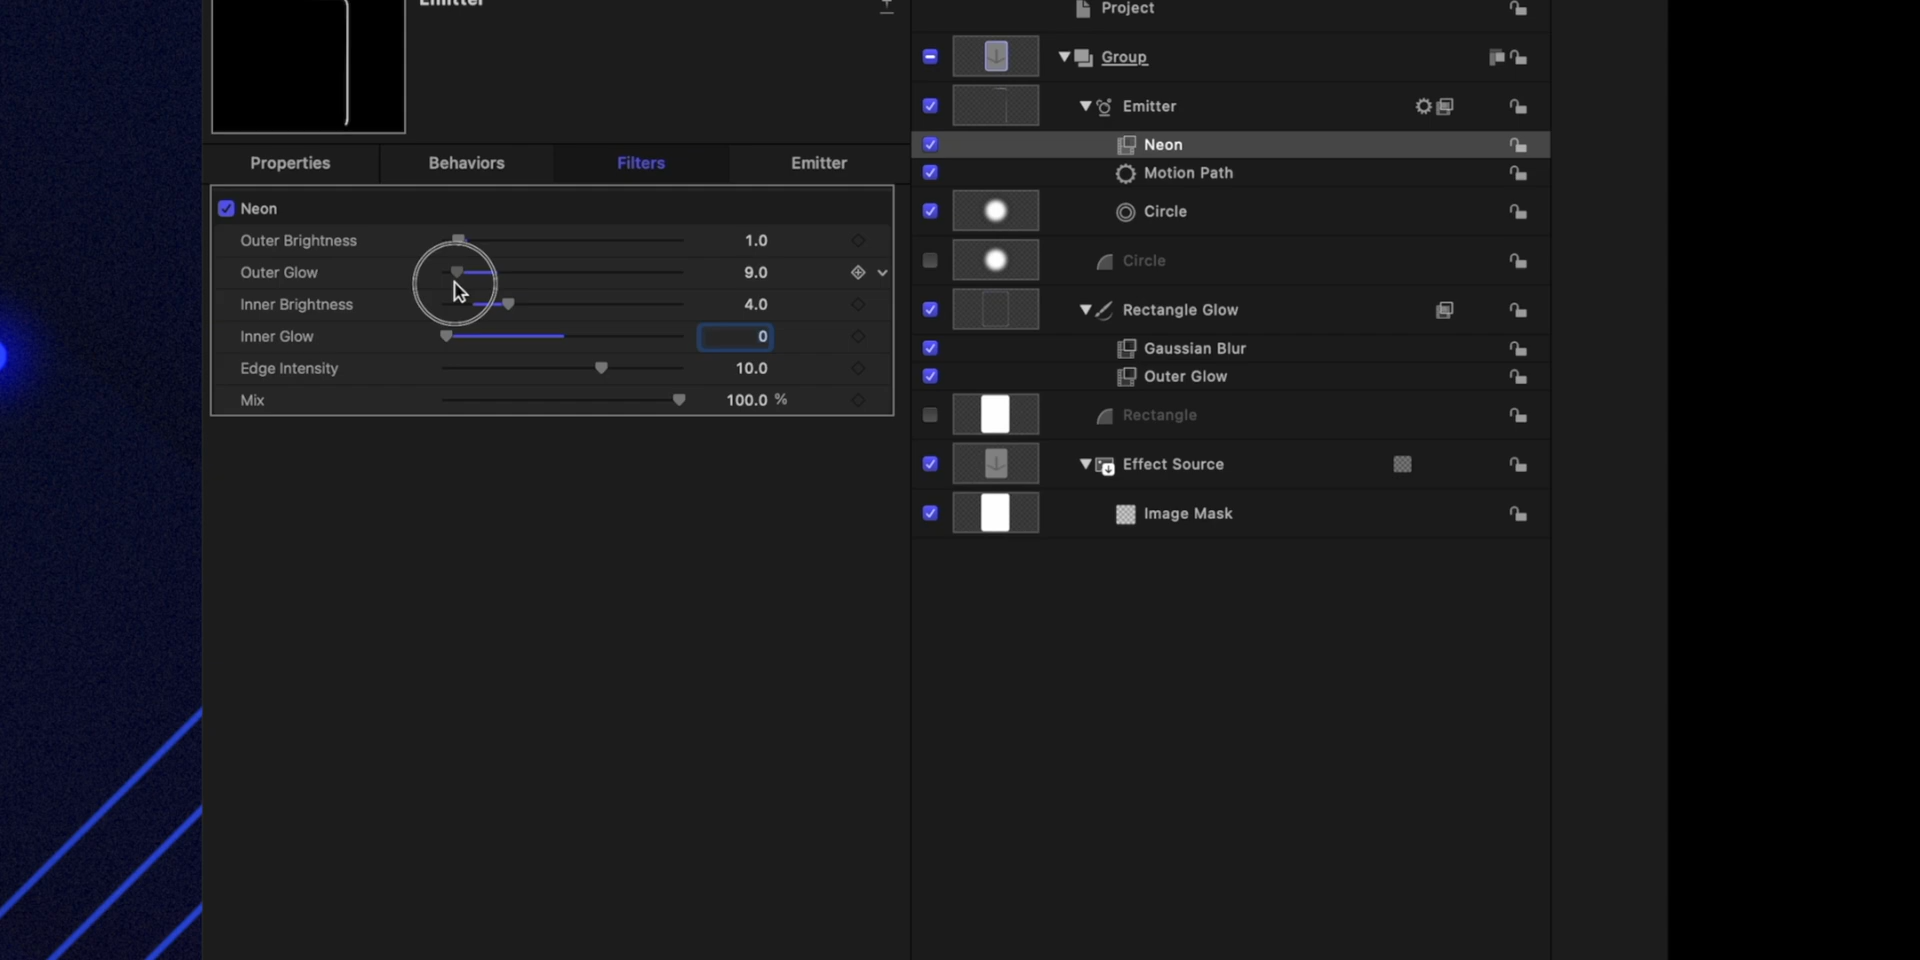 Emitter
Properties
Behaviors
Filters
Emitter
Neon
Outer Brightness 1.0
Outer Glow 9.0
Inner Brightness 4.0
Inner Glow 0
Edge Intensity 10.0
Mix 100.0 %
Project
Group
Emitter
Neon
Motion Path
Circle
Circle
Rectangle Glow
Gaussian Blur
Outer Glow
Rectangle
Effect Source
Image Mask